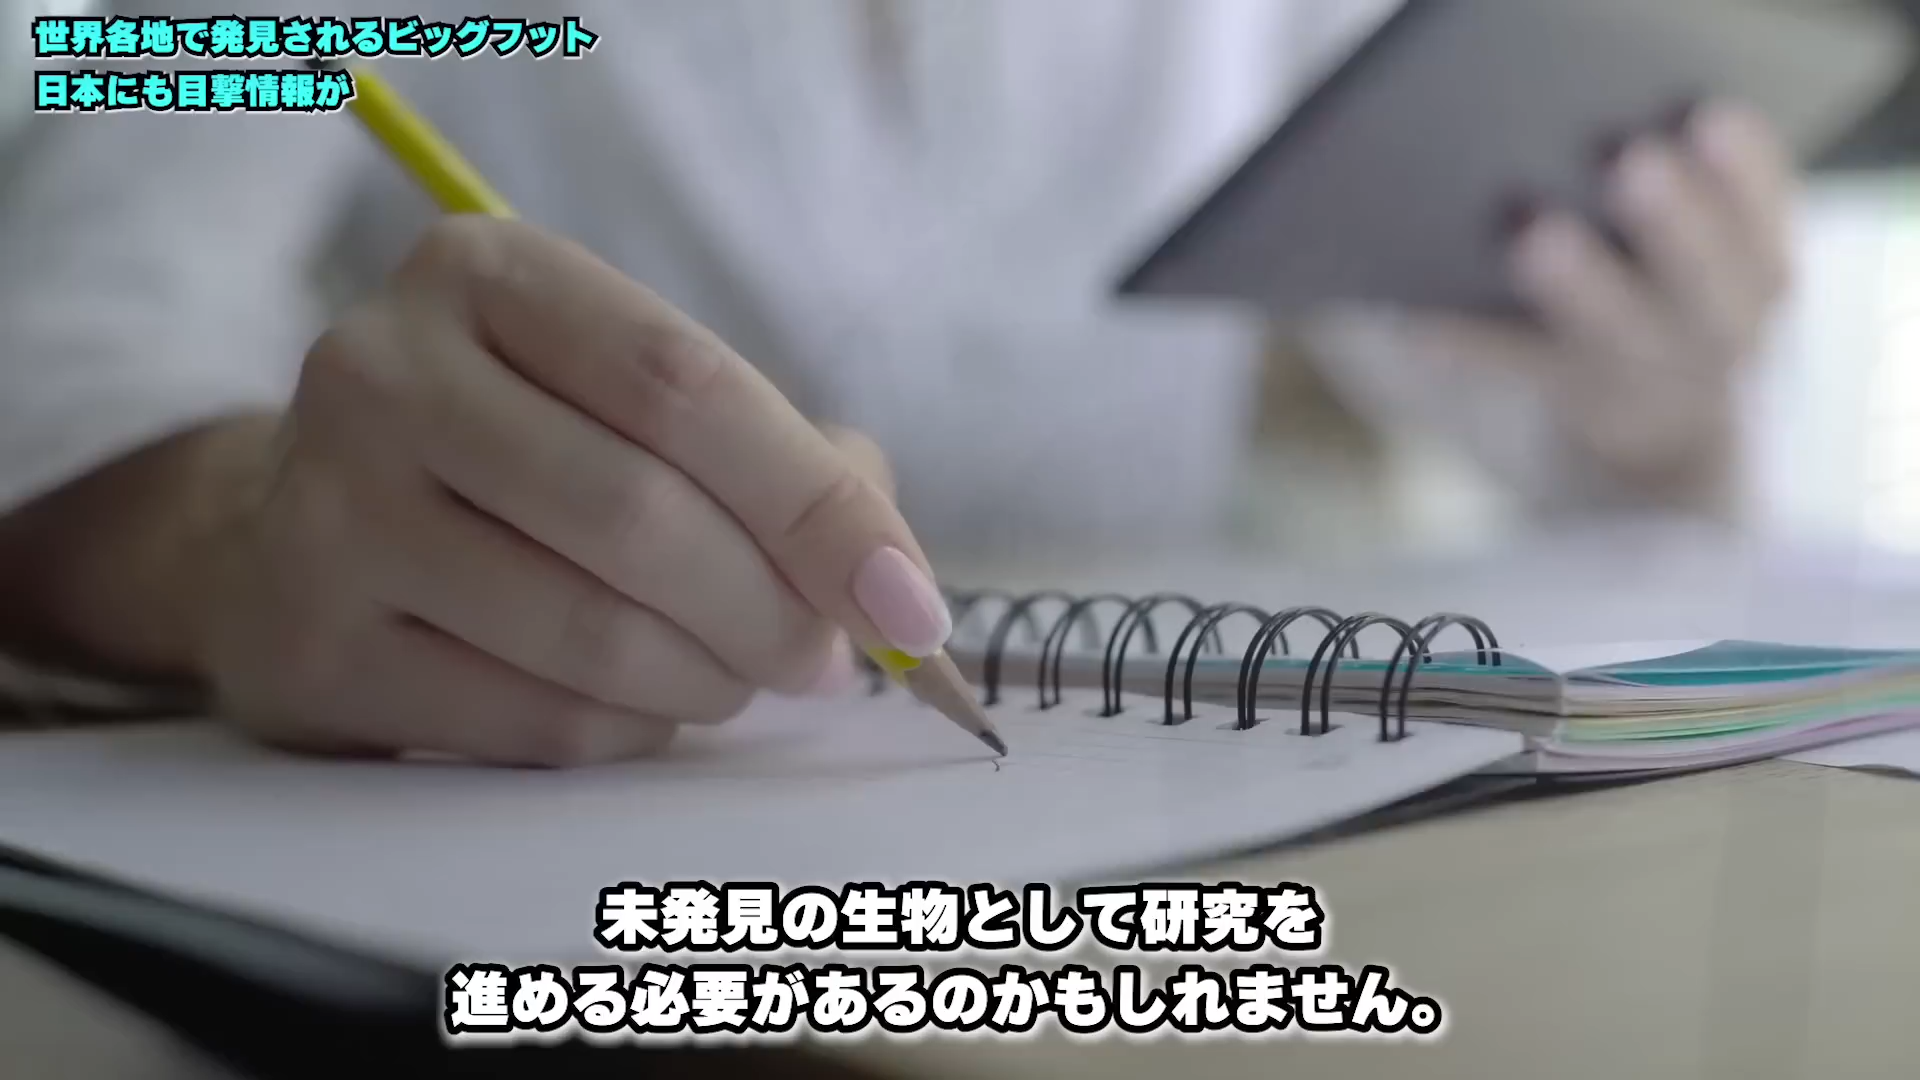 世界各地で発見されるビッグフット
日本にも目撃情報が
未発見の生物として研究を
進める必要があるのかもしれません。